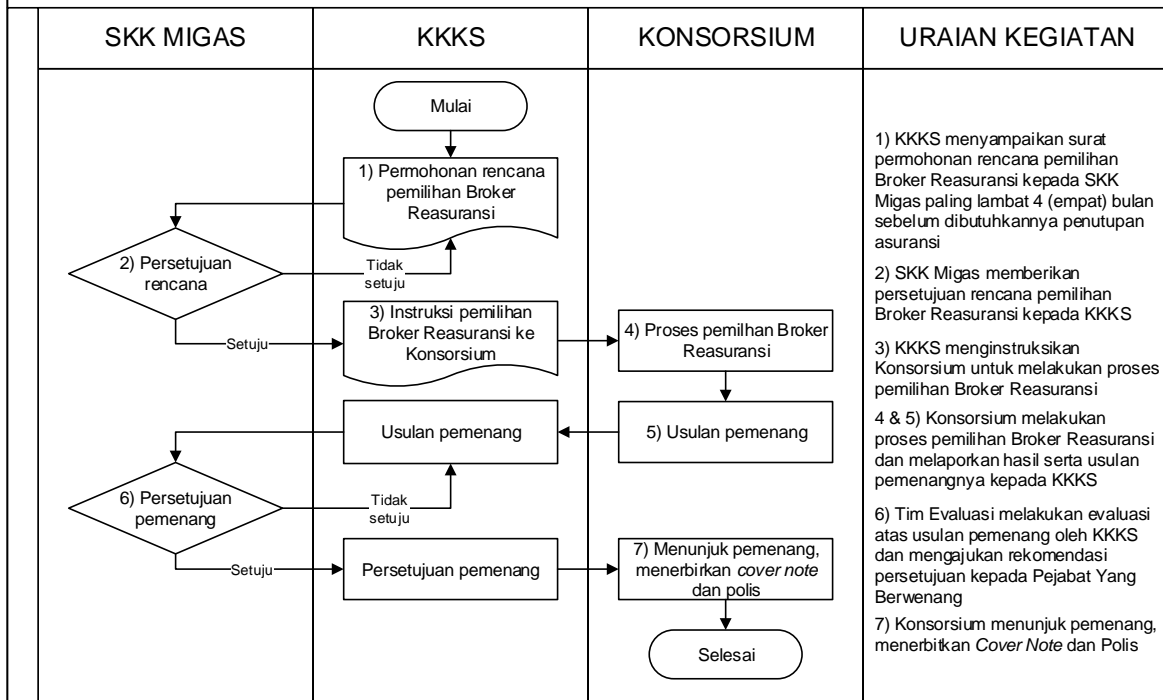 SKK MIGAS
KKKS
KONSORSIUM
URAIAN KEGIATAN
Mulai
1) Permohonan rencana
pemilihan Broker
Reasuransi
2) Persetujuan
rencana
Tidak
setuju
Setuju
3) Instruksi pemilihan
Broker Reasuransi ke
Konsorsium
4) Proses pemilhan Broker
Reasuransi
5) Usulan pemenang
Usulan pemenang
6) Persetujuan
pemenang
Tidak
setuju
Setuju
Persetujuan pemenang
7) Menunjuk pemenang,
menerbirkan cover note
dan polis
Selesai
1) KKKS menyampaikan surat
permohonan rencana pemilihan
Broker Reasuransi kepada SKK
Migas paling lambat 4 (empat) bulan
sebelum dibutuhkannya penutupan
asuransi
2) SKK Migas memberikan
persetujuan rencana pemilihan
Broker Reasuransi kepada KKKS
3) KKKS menginstruksikan
Konsorsium untuk melakukan proses
pemilihan Broker Reasuransi
4 & 5) Konsorsium melakukan
proses pemilihan Broker Reasuransi
dan melaporkan hasil serta usulan
pemenangnya kepada KKKS
6) Tim Evaluasi melakukan evaluasi
atas usulan pemenang oleh KKKS
dan mengajukan rekomendasi
persetujuan kepada Pejabat Yang
Berwenang
7) Konsorsium menunjuk pemenang,
menerbitkan Cover Note dan Polis